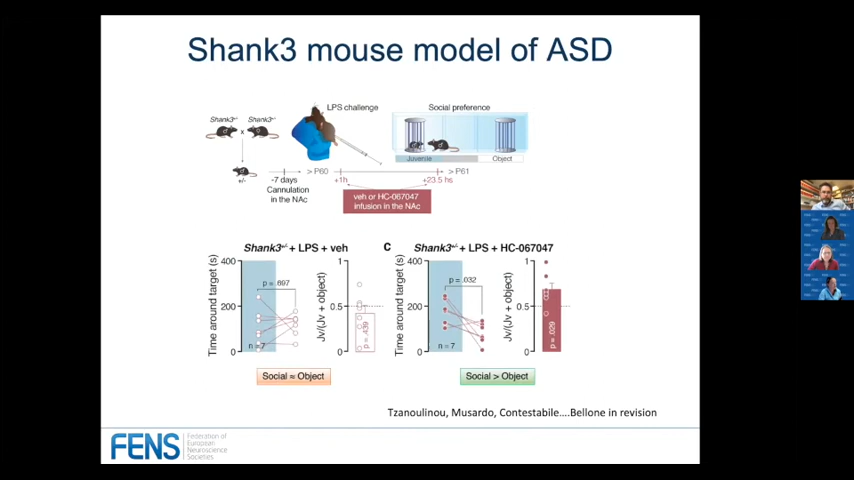 Shank3 mouse model of ASD
LPS challenge
Social preference
Shank3+/- x Shank3+/+
+/-
Juvenile
Object
-7 days
> P60
+1h
+23.5 hs
> P61
Cannulation
in the NAc
veh or HC-067047
infusion in the NAc
Shank3+/- + LPS + veh
C
Shank3+/- + LPS + HC-067047
Time around target (s)
400
200
0
p = .697
n = 7
Jv/(Jv + object)
1
0.5
0
p = .439
Time around target (s)
400
200
0
p = .032
n = 7
Jv/(Jv + object)
1
0.5
0
p = .029
Social ≈ Object
Social > Object
Tzanoulinou, Musardo, Contestabile....Bellone in revision
FENS
Federation of
European
Neuroscience
Societies